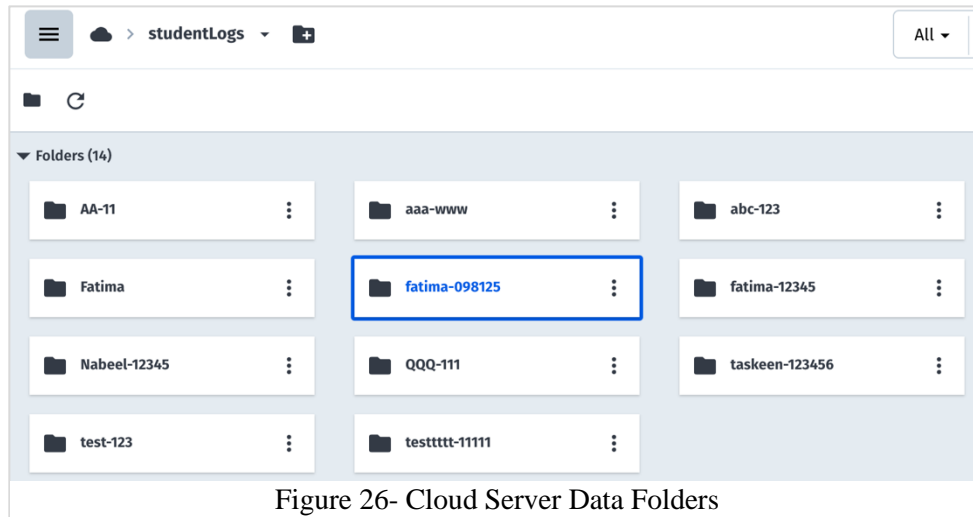 > studentLogs
All
Folders (14)
AA-11 aaa-www abc-123
Fatima fatima-098125 fatima-12345
Nabeel-12345 QQQ-111 taskeen-123456
test-123 testtttt-11111
Figure 26- Cloud Server Data Folders